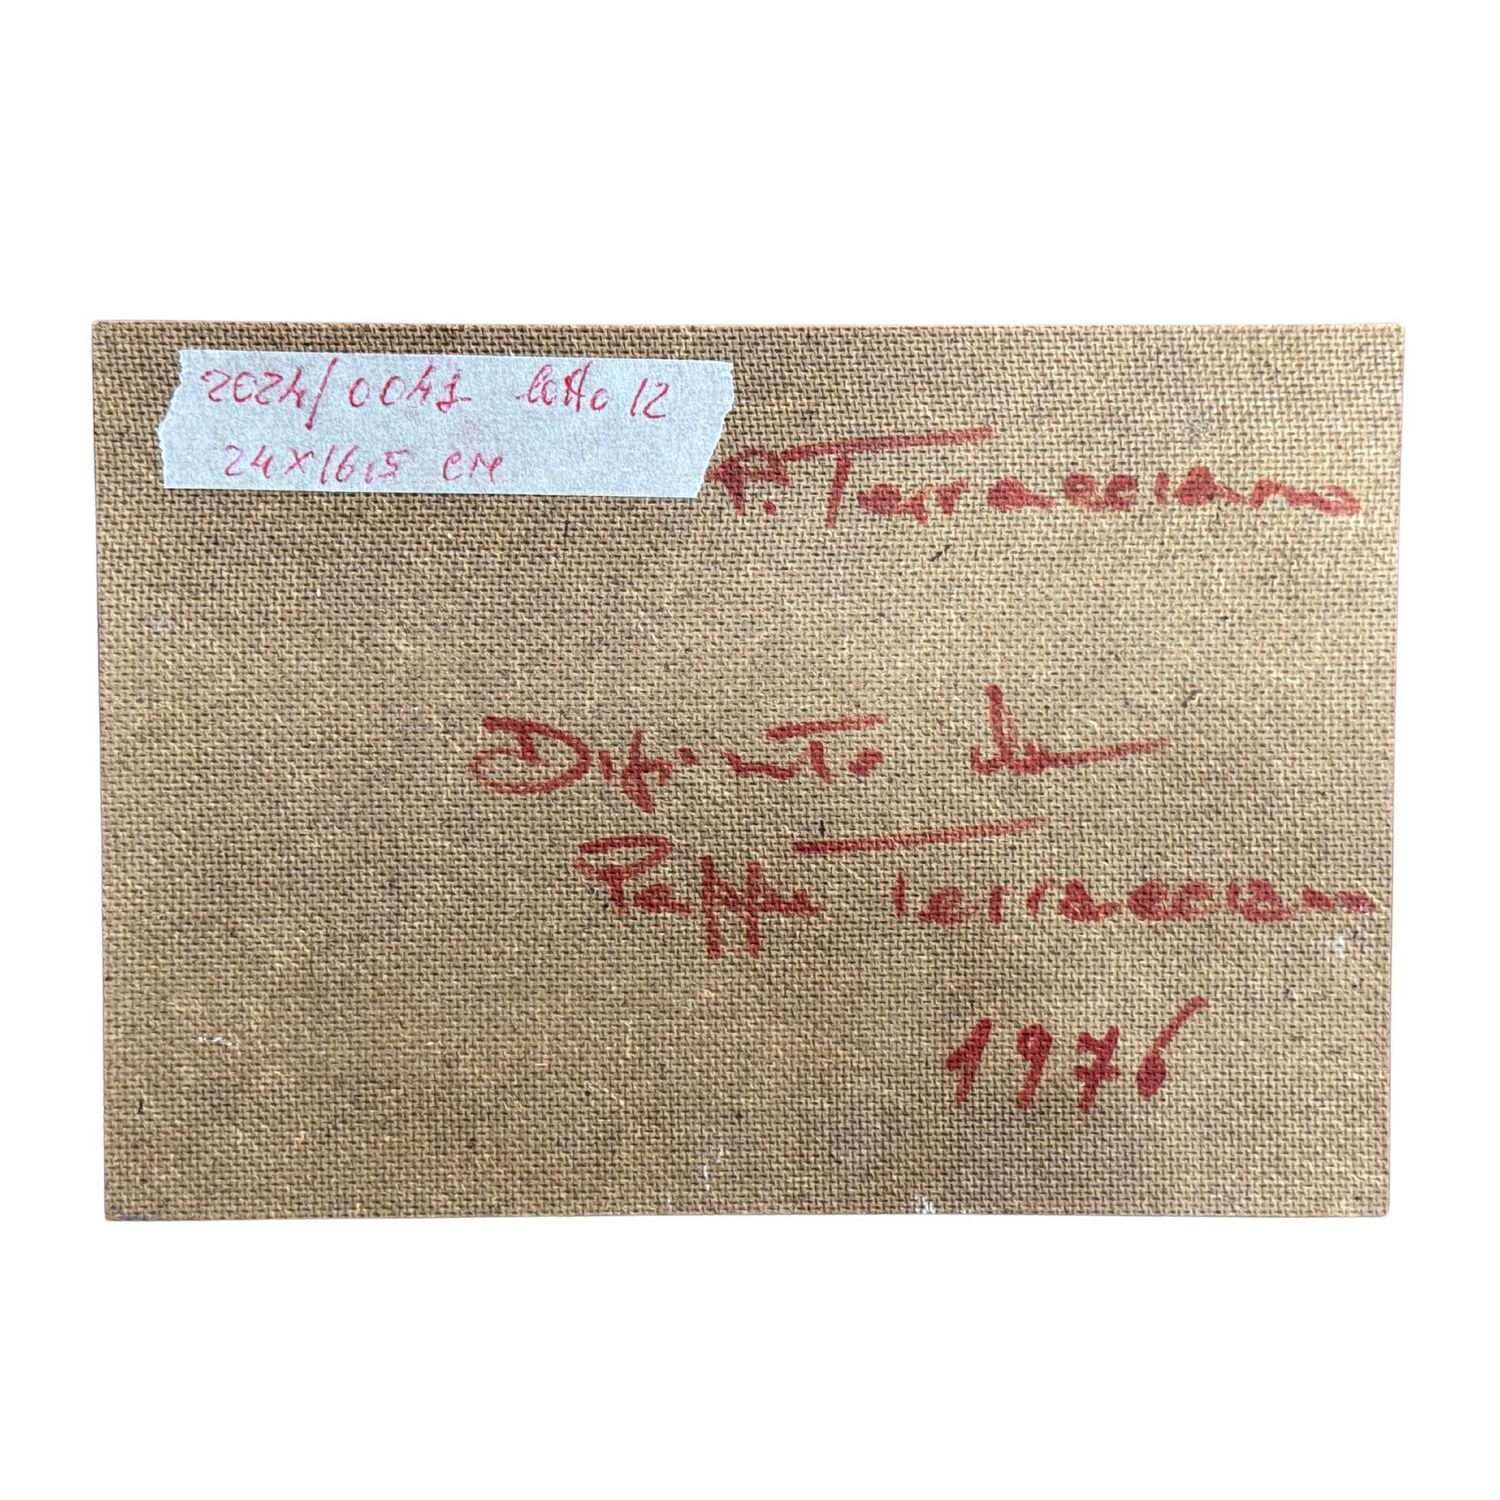 2024/0041 lotto 12
24x16,5 cm
P. Terracciano
Dipinto da
Peppe Terracciano
1976